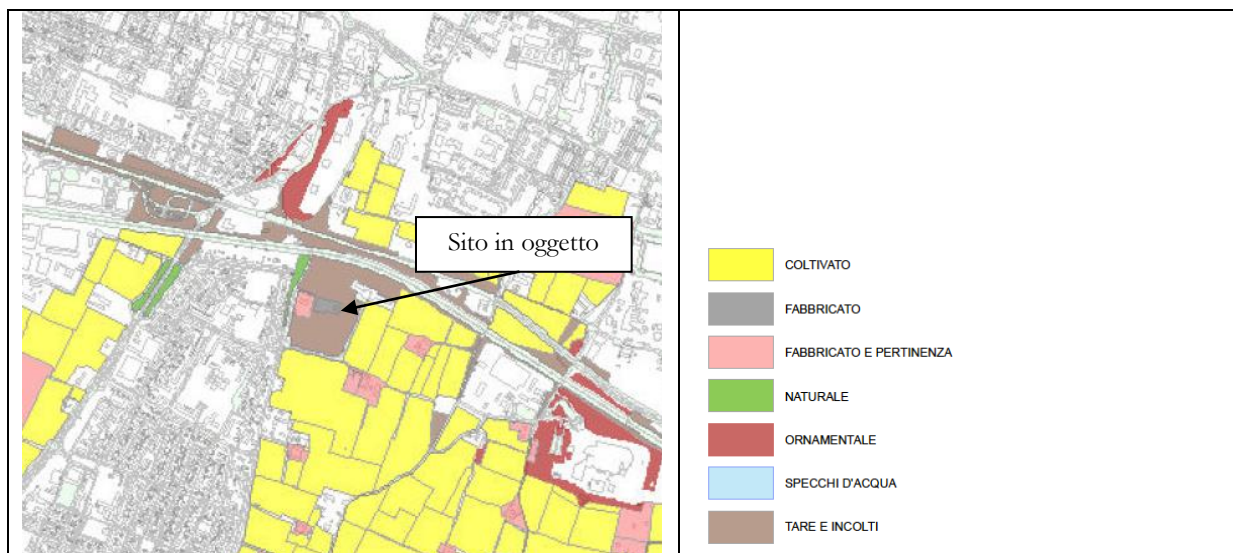 Sito in oggetto
COLTIVATO
FABBRICATO
FABBRICATO E PERTINENZA
NATURALE
ORNAMENTALE
SPECCHI D'ACQUA
TARE E INCOLTI